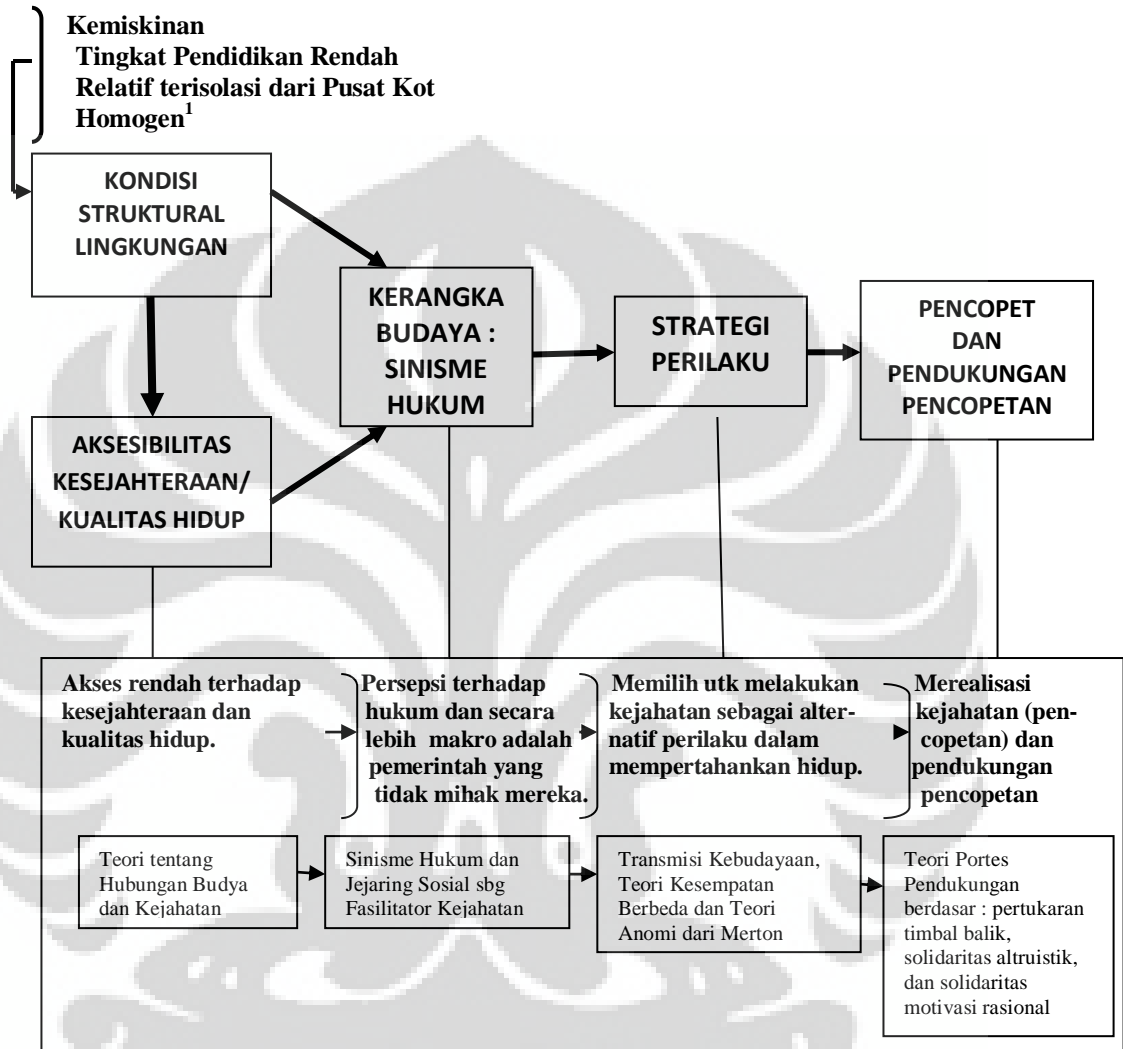 Kemiskinan
Tingkat Pendidikan Rendah
Relatif terisolasi dari Pusat Kot
Homogen1
KONDISI
STRUKTURAL
LINGKUNGAN
AKSESIBILITAS
KESEJAHTERAAN/
KUALITAS HIDUP
KERANGKA
BUDAYA :
SINISME
HUKUM
STRATEGI
PERILAKU
PENCOPET
DAN
PENDUKUNGAN
PENCOPETAN
Akses rendah terhadap
kesejahteraan dan
kualitas hidup.
Persepsi terhadap
hukum dan secara
lebih makro adalah
pemerintah yang
tidak mihak mereka.
Memilih utk melakukan
kejahatan sebagai alter-
natif perilaku dalam
mempertahankan hidup.
Merealisasi
kejahatan (pen-
copetan) dan
pendukungan
pencopetan
Teori tentang
Hubungan Budya
dan Kejahatan
Sinisme Hukum dan
Jejaring Sosial sbg
Fasilitator Kejahatan
Transmisi Kebudayaan,
Teori Kesempatan
Berbeda dan Teori
Anomi dari Merton
Teori Portes
Pendukungan
berdasar : pertukaran
timbal balik,
solidaritas altruistik,
dan solidaritas
motivasi rasional